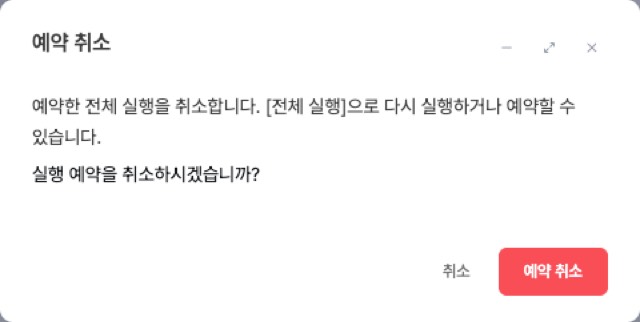 예약 취소
예약한 전체 실행을 취소합니다. [전체 실행]으로 다시 실행하거나 예약할 수
있습니다.
실행 예약을 취소하시겠습니까?
취소
예약 취소